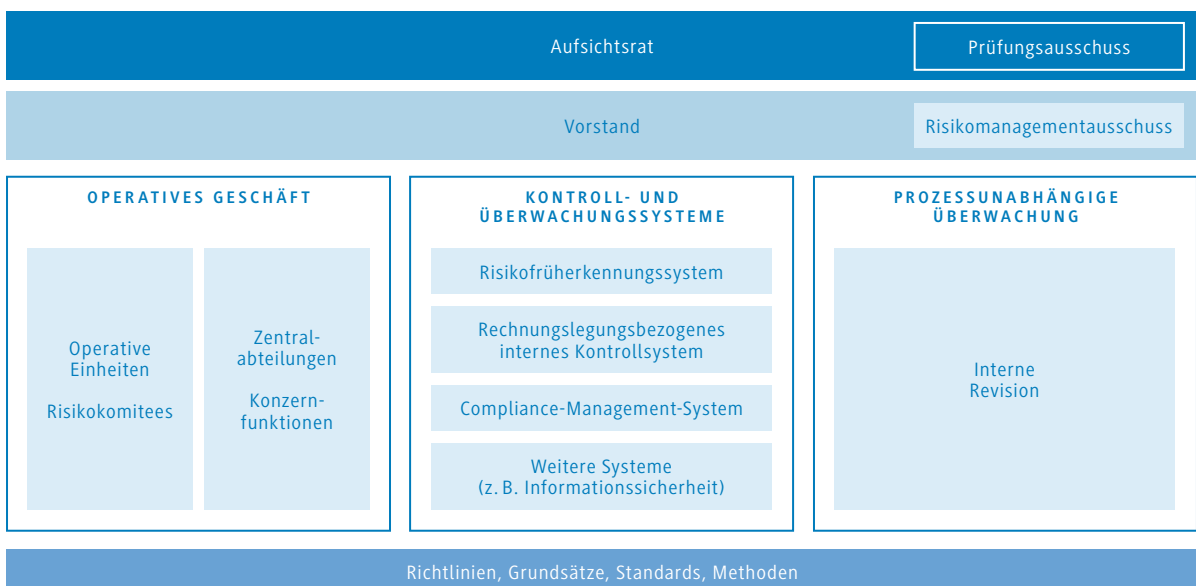 Aufsichtsrat
Prüfungsausschuss
Vorstand
Risikomanagementausschuss
OPERATIVES GESCHÄFT
Operative
Einheiten
Risikokomitees
Zentral-
abteilungen
Konzern-
funktionen
KONTROLL- UND
ÜBERWACHUNGSSYSTEME
Risikofrüherkennungssystem
Rechnungslegungsbezogenes
internes Kontrollsystem
Compliance-Management-System
Weitere Systeme
(z. B. Informationssicherheit)
PROZESSUNABHÄNGIGE
ÜBERWACHUNG
Interne
Revision
Richtlinien, Grundsätze, Standards, Methoden